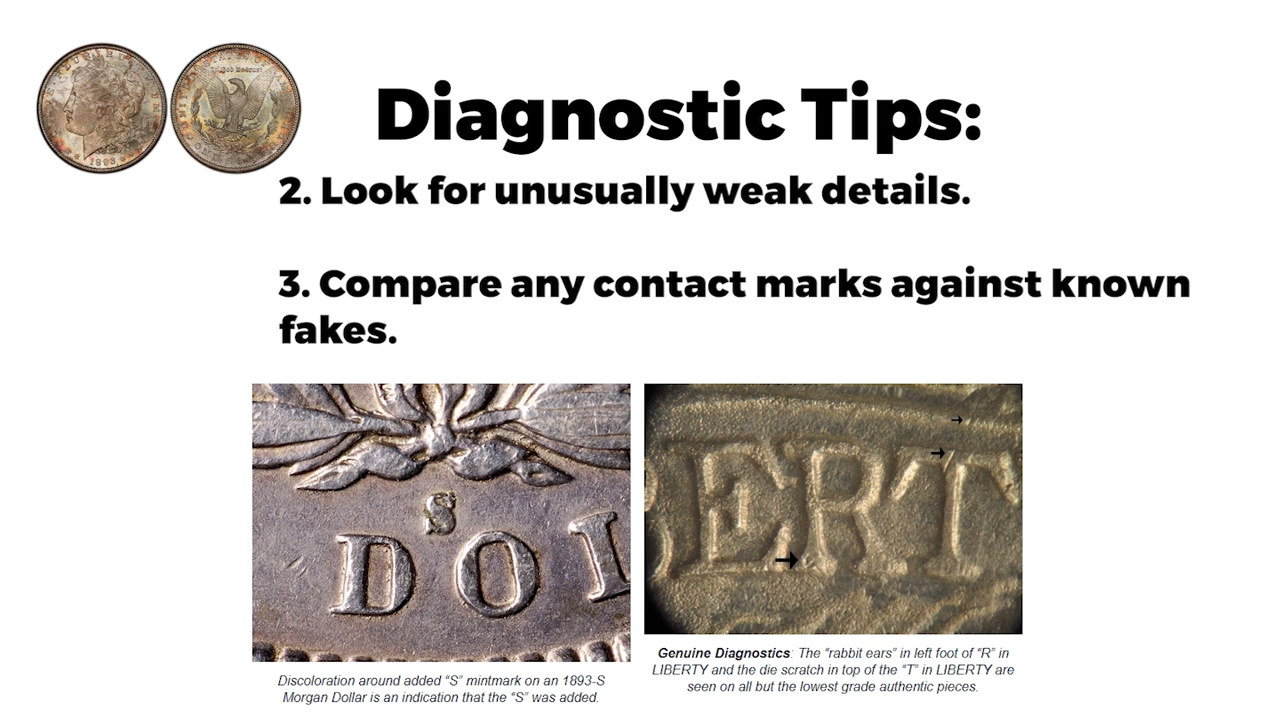 Diagnostic Tips:
2. Look for unusually weak details.
3. Compare any contact marks against known
fakes.
S
DOL
ERT
Discoloration around added “S” mintmark on an 1893-S
Morgan Dollar is an indication that the “S” was added.
Genuine Diagnostics: The “rabbit ears” in left foot of “R” in
LIBERTY and the die scratch in top of the “T” in LIBERTY are
seen on all but the lowest grade authentic pieces.